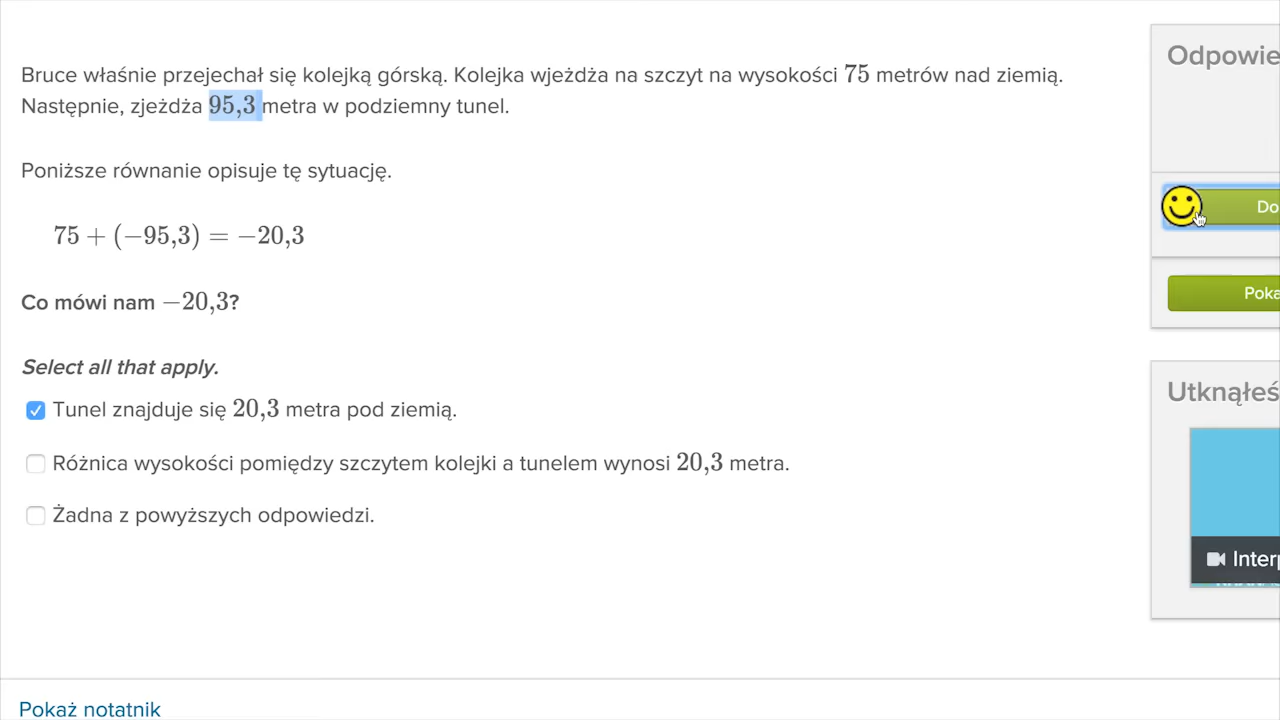 Bruce właśnie przejechał się kolejką górską. Kolejka wjeżdża na szczyt na wysokości 75 metrów nad ziemią.
Następnie, zjeżdża 95,3 metra w podziemny tunel.
Poniższe równanie opisuje tę sytuację.
75 + (−95,3) = −20,3
Co mówi nam −20,3?
Select all that apply.
Tunel znajduje się 20,3 metra pod ziemią.
Różnica wysokości pomiędzy szczytem kolejki a tunelem wynosi 20,3 metra.
Żadna z powyższych odpowiedzi.
Pokaż notatnik
Odpowie
Do
Poka
Utknąłeś
Interp